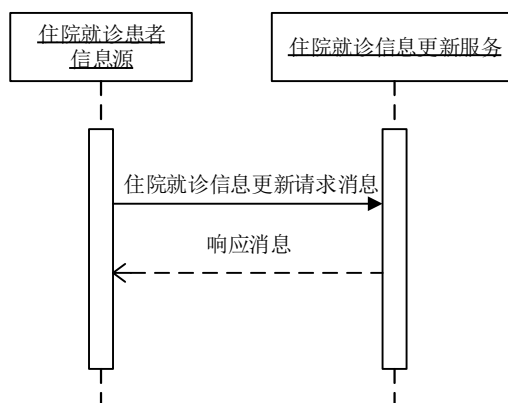 住院就诊患者
信息源
住院就诊信息更新服务
住院就诊信息更新请求消息
响应消息